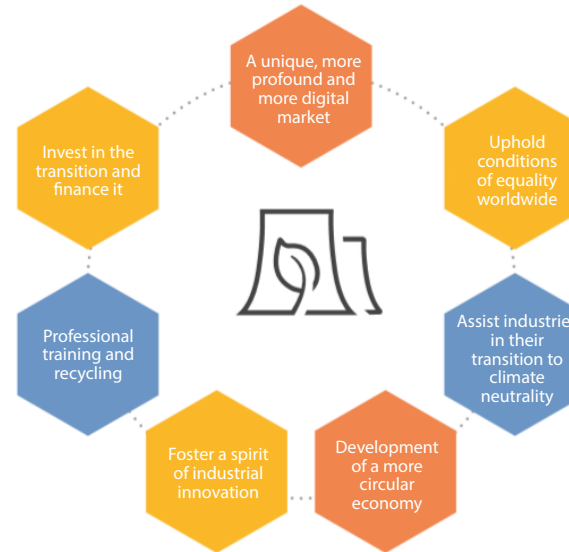 A unique, more
profound and
more digital
market
Uphold
conditions
of equality
worldwide
Assist industries
in their
transition to
climate
neutrality
Development
of a more
circular
economy
Foster a spirit
of industrial
innovation
Professional
training and
recycling
Invest in the
transition and
finance it